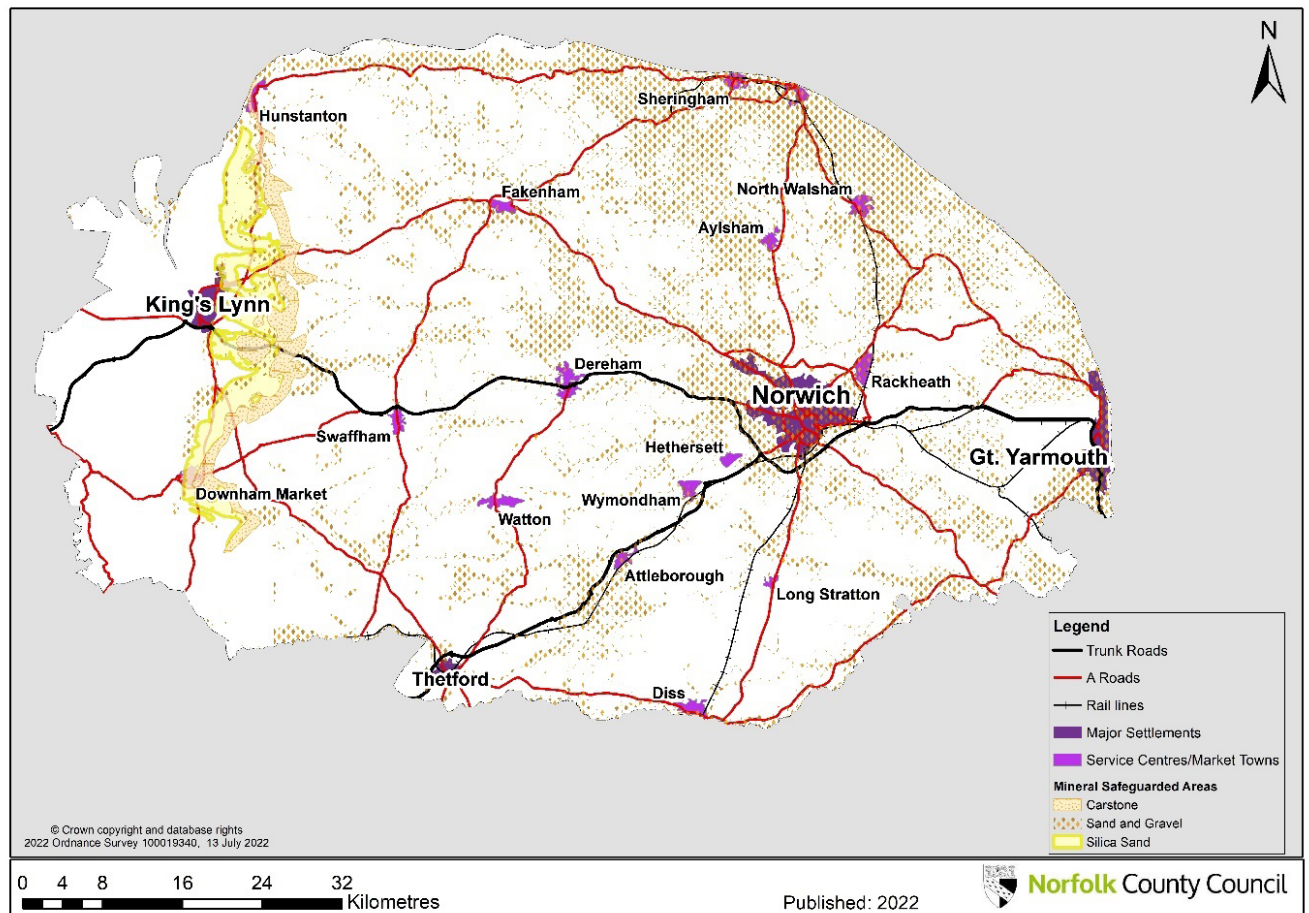 N
Sheringham
Hunstanton
Fakenham
North Walsham
Aylsham
King's Lynn
Dereham
Rackheath
Norwich
Swaffham
Hethersett
Gt. Yarmouth
Downham Market
Wymondham
Watton
Attleborough
Long Stratton
Thetford
Diss
Legend
Trunk Roads
A Roads
Rail lines
Major Settlements
Service Centres/Market Towns
Mineral Safeguarded Areas
Carstone
Sand and Gravel
Silica Sand
© Crown copyright and database rights
2022 Ordnance Survey 100019340, 13 July 2022
0 4 8 16 24 32
Kilometres
Published: 2022
Norfolk County Council